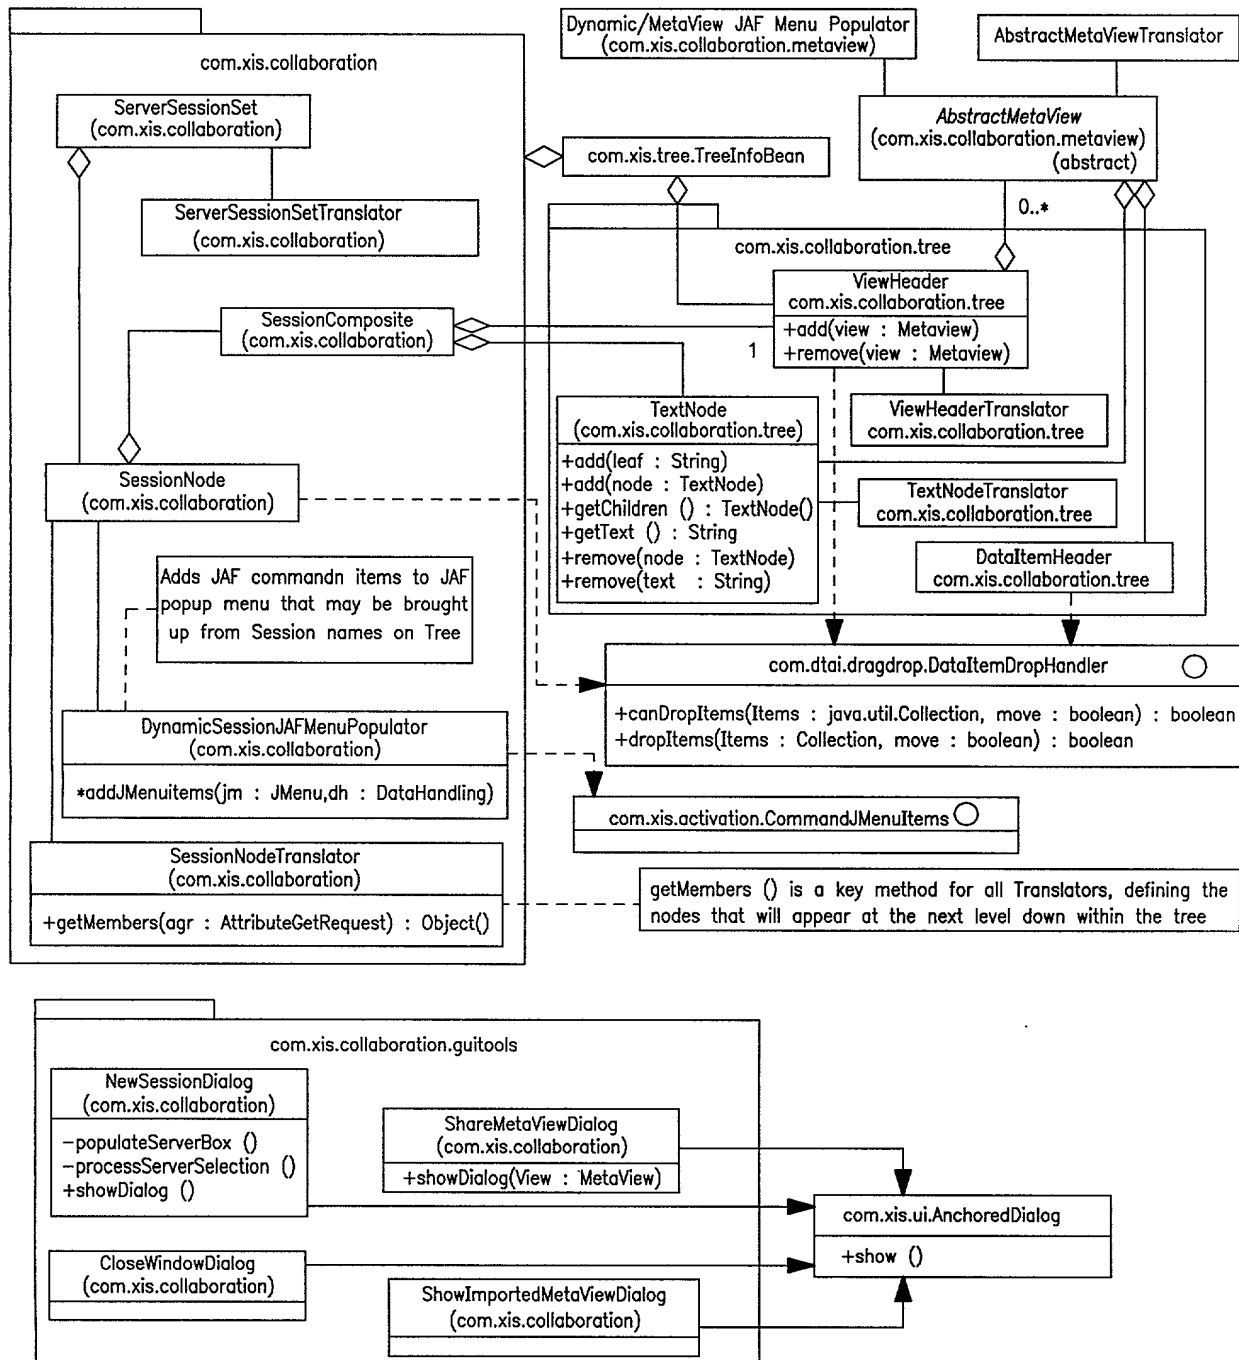 com.xis.collaboration
ServerSessionSet
(com.xis.collaboration)
ServerSessionSetTranslator
(com.xis.collaboration)
SessionComposite
(com.xis.collaboration)
SessionNode
(com.xis.collaboration)
Adds JAF commandn items to JAF
popup menu that may be brought
up from Session names on Tree
DynamicSessionJAFMenuPopulator
(com.xis.collaboration)
*addJMenuitems(jm : JMenu,dh : DataHandling)
SessionNodeTranslator
(com.xis.collaboration)
+getMembers(agr : AttributeGetRequest) : Object()
Dynamic/MetaView JAF Menu Populator
(com.xis.collaboration.metaview)
AbstractMetaViewTranslator
AbstractMetaView
(com.xis.collaboration.metaview)
(abstract)
com.xis.tree.TreeInfoBean
0..*
com.xis.collaboration.tree
ViewHeader
com.xis.collaboration.tree
+add(view : Metaview)
+remove(view : Metaview)
1
ViewHeaderTranslator
com.xis.collaboration.tree
TextNode
(com.xis.collaboration.tree)
+add(leaf : String)
+add(node : TextNode)
+getChildren () : TextNode()
+getText () : String
+remove(node : TextNode)
+remove(text : String)
TextNodeTranslator
com.xis.collaboration.tree
DataItemHeader
com.xis.collaboration.tree
com.dtai.dragdrop.DataItemDropHandler
+canDropItems(Items : java.util.Collection, move : boolean) : boolean
+dropItems(Items : Collection, move : boolean) : boolean
com.xis.activation.CommandJMenuItems
getMembers () is a key method for all Translators, defining the
nodes that will appear at the next level down within the tree
com.xis.collaboration.guitools
NewSessionDialog
(com.xis.collaboration)
-populateServerBox ()
-processServerSelection ()
+showDialog ()
ShareMetaViewDialog
(com.xis.collaboration)
+showDialog(View : MetaView)
com.xis.ui.AnchoredDialog
+show ()
CloseWindowDialog
(com.xis.collaboration)
ShowImportedMetaViewDialog
(com.xis.collaboration)